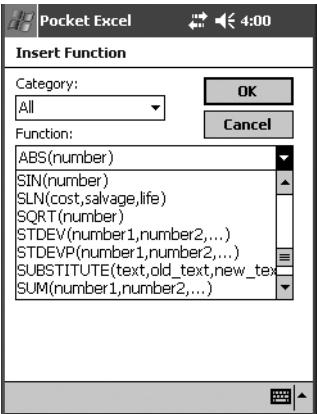 Pocket Excel 4:00
Insert Function
Category:
All
OK
Cancel
Function:
ABS(number)
SIN(number)
SLN(cost,salvage,life)
SQRT(number)
STDEV(number1,number2,...)
STDEVP(number1,number2,...)
SUBSTITUTE(text,old_text,new_tex
SUM(number1,number2,...)